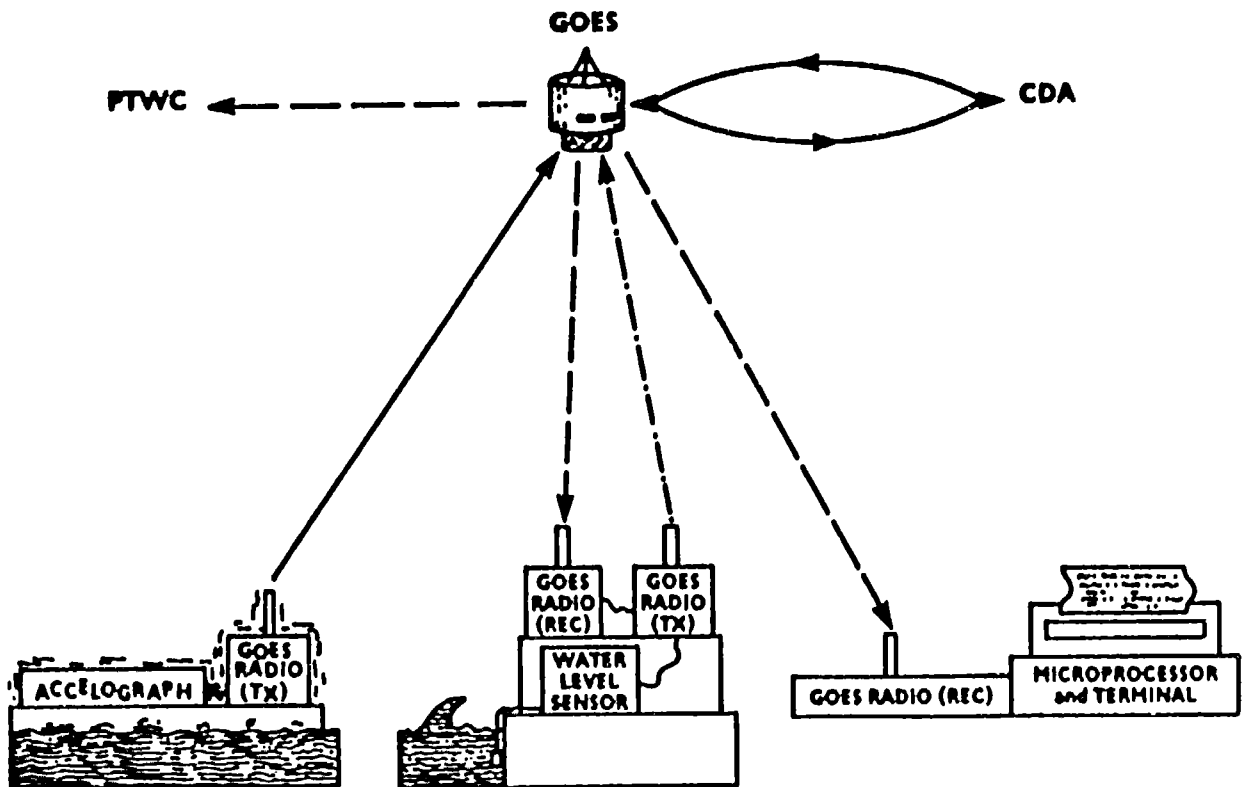 GOES
PTWC
CDA
GOES
RADIO
(REC)
GOES
RADIO
(TX)
GOES
RADIO
(TX)
ACCELOGRAPH
WATER
LEVEL
SENSOR
GOES RADIO (REC)
MICROPROCESSOR
and TERMINAL